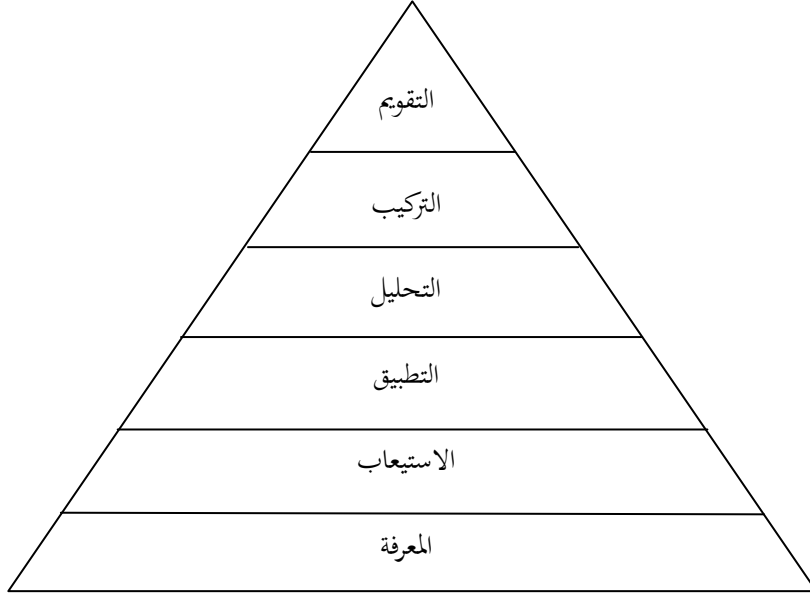 التقويم
التركيب
التحليل
التطبيق
الاستيعاب
المعرفة